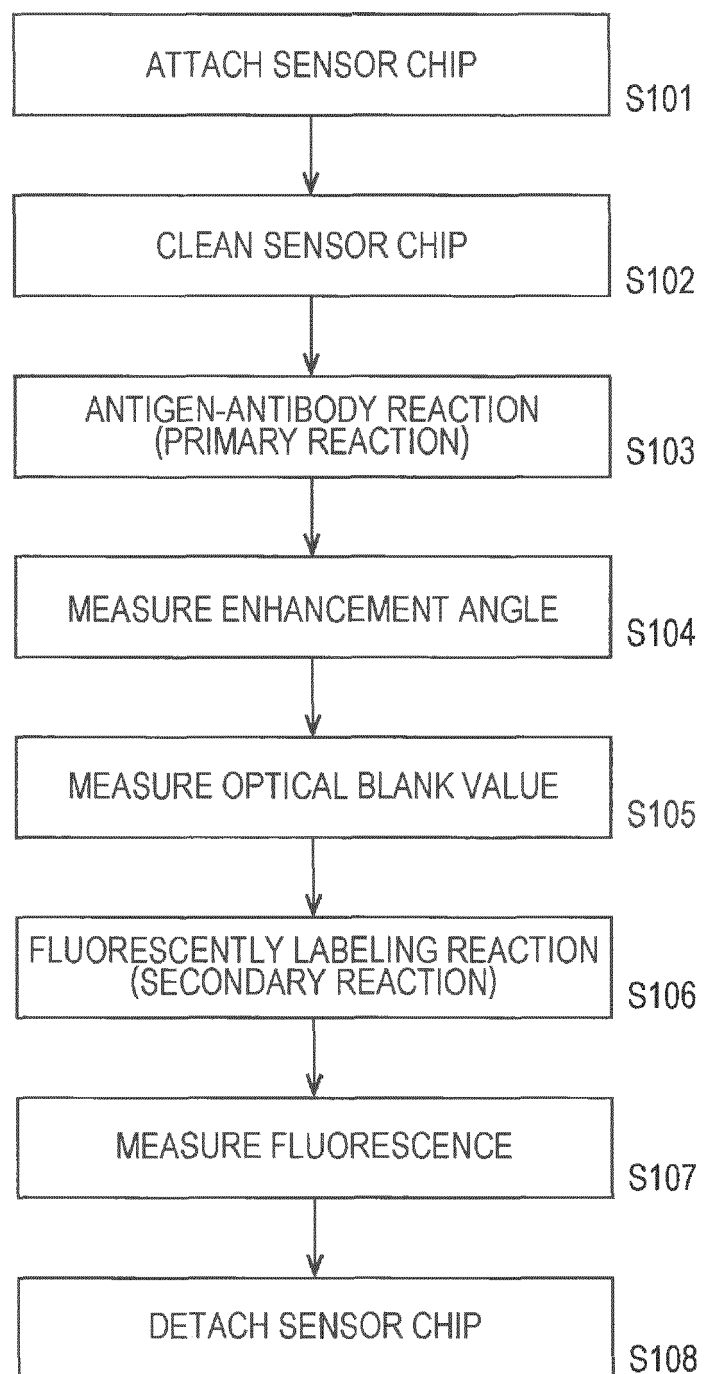 ATTACH SENSOR CHIP
S101
CLEAN SENSOR CHIP
S102
ANTIGEN-ANTIBODY REACTION
(PRIMARY REACTION)
S103
MEASURE ENHANCEMENT ANGLE
S104
MEASURE OPTICAL BLANK VALUE
S105
FLUORESCENTLY LABELING REACTION
(SECONDARY REACTION)
S106
MEASURE FLUORESCENCE
S107
DETACH SENSOR CHIP
S108